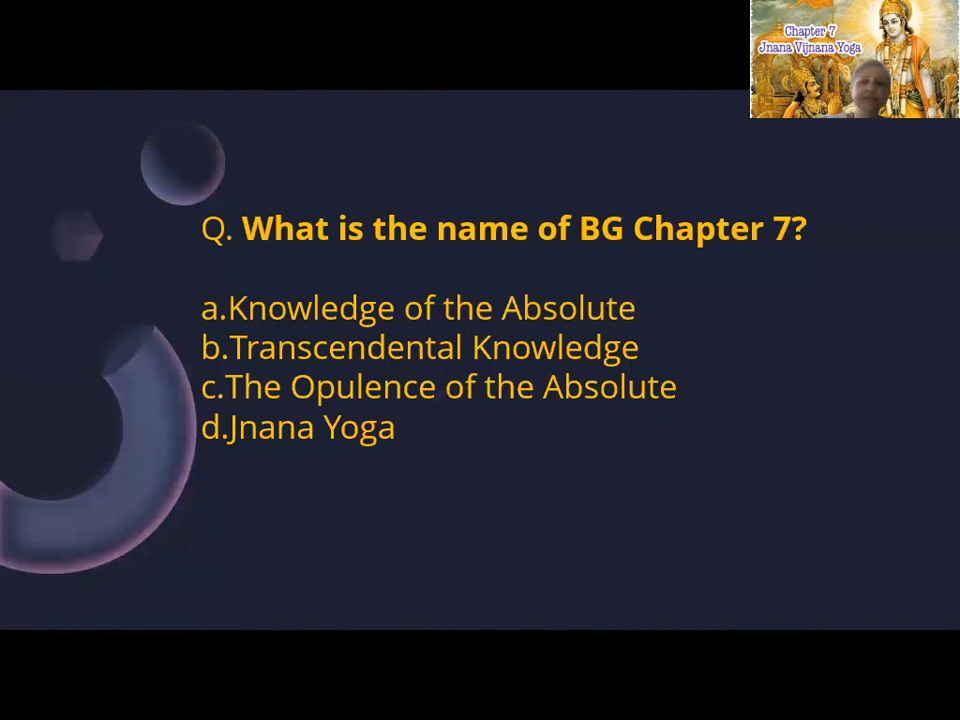 Chapter 7
Jnana Vijnana Yoga
Q. What is the name of BG Chapter 7?
a.Knowledge of the Absolute
b.Transcendental Knowledge
c.The Opulence of the Absolute
d.Jnana Yoga